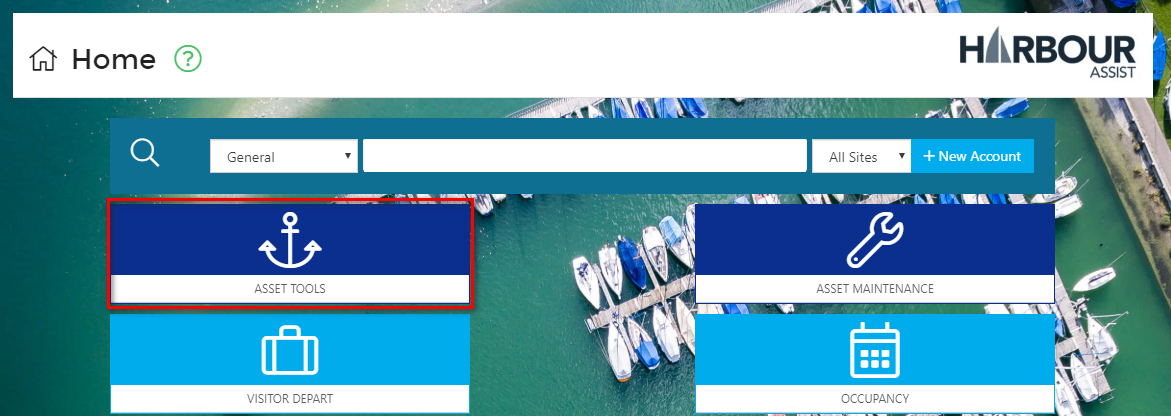 Home ?
HARBOUR
ASSIST
General All Sites + New Account
ASSET TOOLS
ASSET MAINTENANCE
VISITOR DEPART
OCCUPANCY